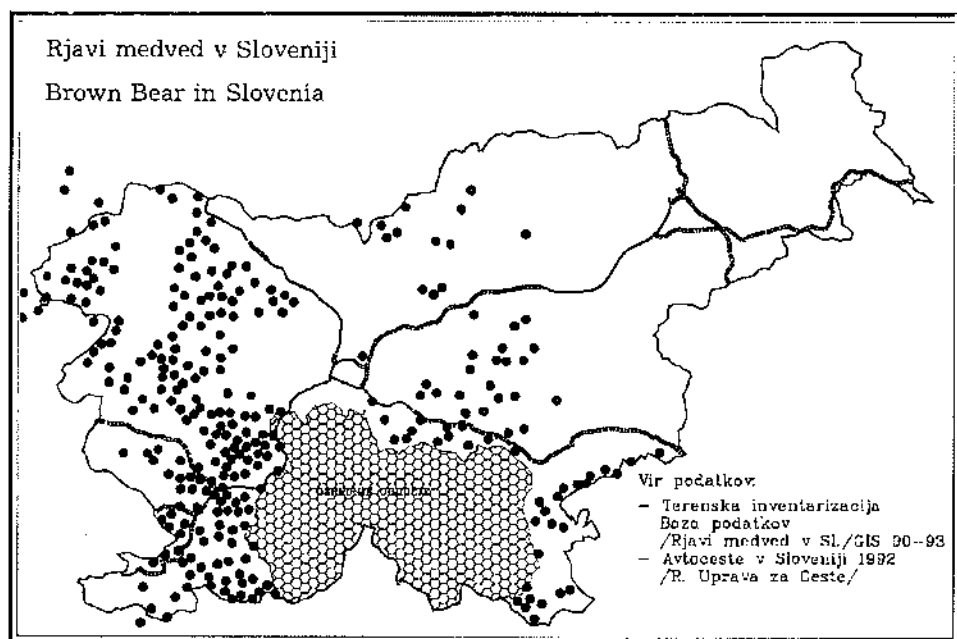 Rjavi medved v Sloveniji
Brown Bear in Slovenia
Vir podatkov:
– Terenska inventarizacija
Baza podatkov
/Rjavi medved v Sl./GIS 90--93
– Avtoceste v Sloveniji 1992
/R. Uprava za Ceste/